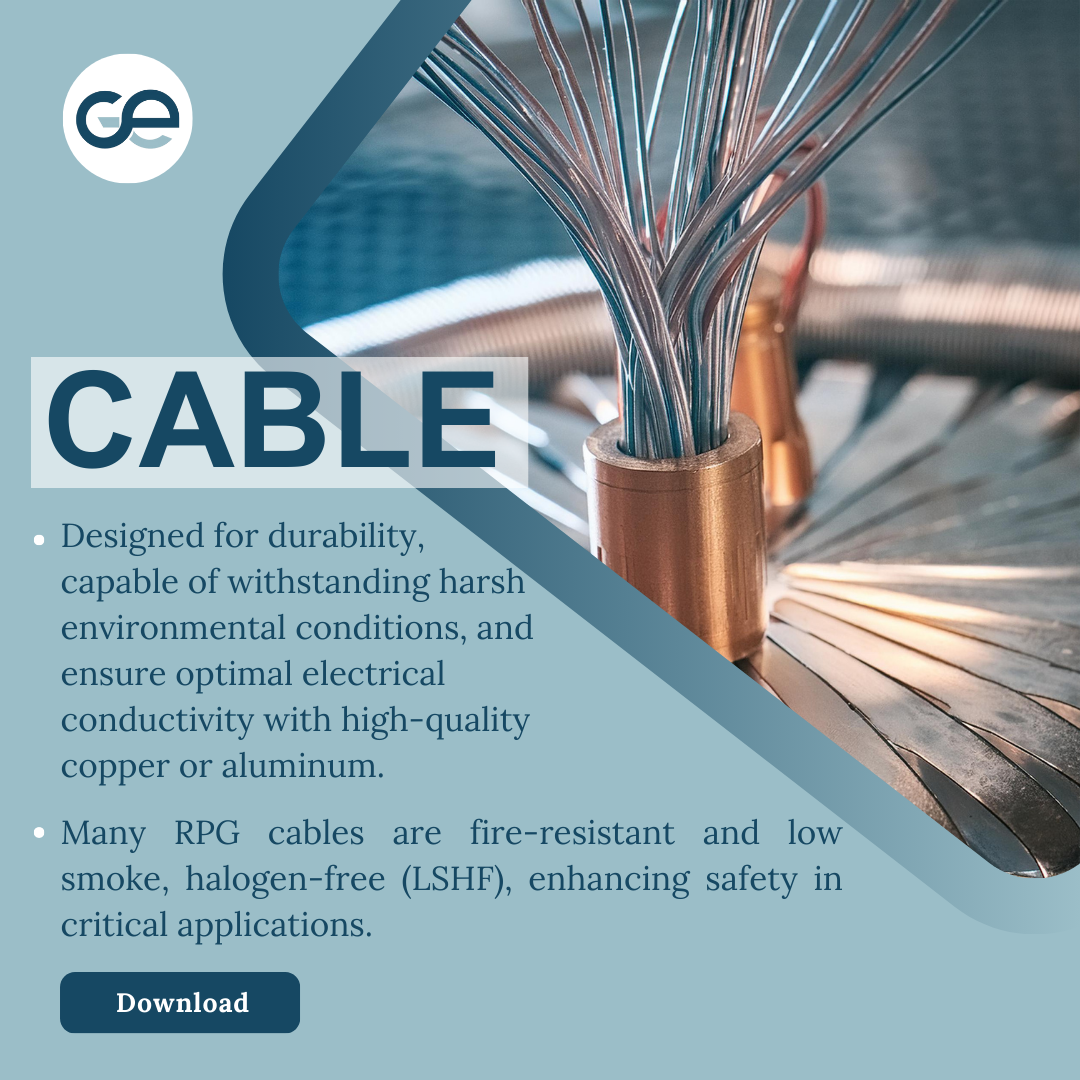 GE
CABLE
Designed for durability,
capable of withstanding harsh
environmental conditions, and
ensure optimal electrical
conductivity with high-quality
copper or aluminum.
Many RPG cables are fire-resistant and low
smoke, halogen-free (LSHF), enhancing safety in
critical applications.
Download